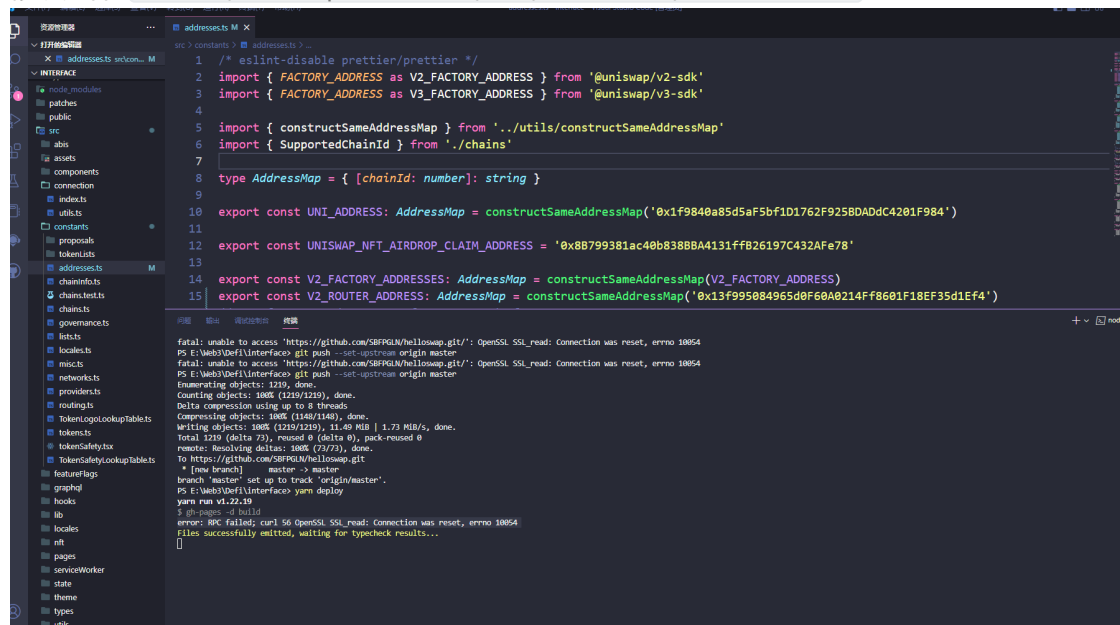 资源管理器
打开的编辑器
addresses.ts src\con... M
INTERFACE
node_modules
patches
public
src
abis
assets
components
connection
index.ts
utils.ts
constants
proposals
tokenLists
addresses.ts M
chainInfo.ts
chains.test.ts
chains.ts
governance.ts
lists.ts
locales.ts
misc.ts
networks.ts
providers.ts
routing.ts
TokenLogoLookupTable.ts
tokens.ts
tokenSafety.tsx
TokenSafetyLookupTable.ts
featureFlags
graphql
hooks
lib
locales
nft
pages
serviceWorker
state
theme
types
utils
addresses.ts M
src > constants > addresses.ts > ...
1 /* eslint-disable prettier/prettier */
2 import { FACTORY_ADDRESS as V2_FACTORY_ADDRESS } from '@uniswap/v2-sdk'
3 import { FACTORY_ADDRESS as V3_FACTORY_ADDRESS } from '@uniswap/v3-sdk'
4
5 import { constructSameAddressMap } from '../utils/constructSameAddressMap'
6 import { SupportedChainId } from './chains'
7
8 type AddressMap = { [chainId: number]: string }
9
10 export const UNI_ADDRESS: AddressMap = constructSameAddressMap('0x1f9840a85d5aF5bf1D1762F925BDADdC4201F984')
11
12 export const UNISWAP_NFT_AIRDROP_CLAIM_ADDRESS = '0x8B799381ac40b838BBA4131ffB26197C432AFe78'
13
14 export const V2_FACTORY_ADDRESSES: AddressMap = constructSameAddressMap(V2_FACTORY_ADDRESS)
15 export const V2_ROUTER_ADDRESS: AddressMap = constructSameAddressMap('0x13f995084965d0F60A0214Ff8601F18EF35d1Ef4')
问题 输出 调试控制台 终端
fatal: unable to access 'https://github.com/SBFPGLN/helloswap.git/': OpenSSL SSL_read: Connection was reset, errno 10054
PS E:\Web3\Defi\interface> git push --set-upstream origin master
fatal: unable to access 'https://github.com/SBFPGLN/helloswap.git/': OpenSSL SSL_read: Connection was reset, errno 10054
PS E:\Web3\Defi\interface> git push --set-upstream origin master
Enumerating objects: 1219, done.
Counting objects: 100% (1219/1219), done.
Delta compression using up to 8 threads
Compressing objects: 100% (1148/1148), done.
Writing objects: 100% (1219/1219), 11.49 MiB | 1.73 MiB/s, done.
Total 1219 (delta 73), reused 0 (delta 0), pack-reused 0
remote: Resolving deltas: 100% (73/73), done.
To https://github.com/SBFPGLN/helloswap.git
* [new branch] master -> master
branch 'master' set up to track 'origin/master'.
PS E:\Web3\Defi\interface> yarn deploy
yarn run v1.22.19
$ gh-pages -d build
error: RPC failed; curl 56 OpenSSL SSL_read: Connection was reset, errno 10054
Files successfully emitted, waiting for typecheck results...